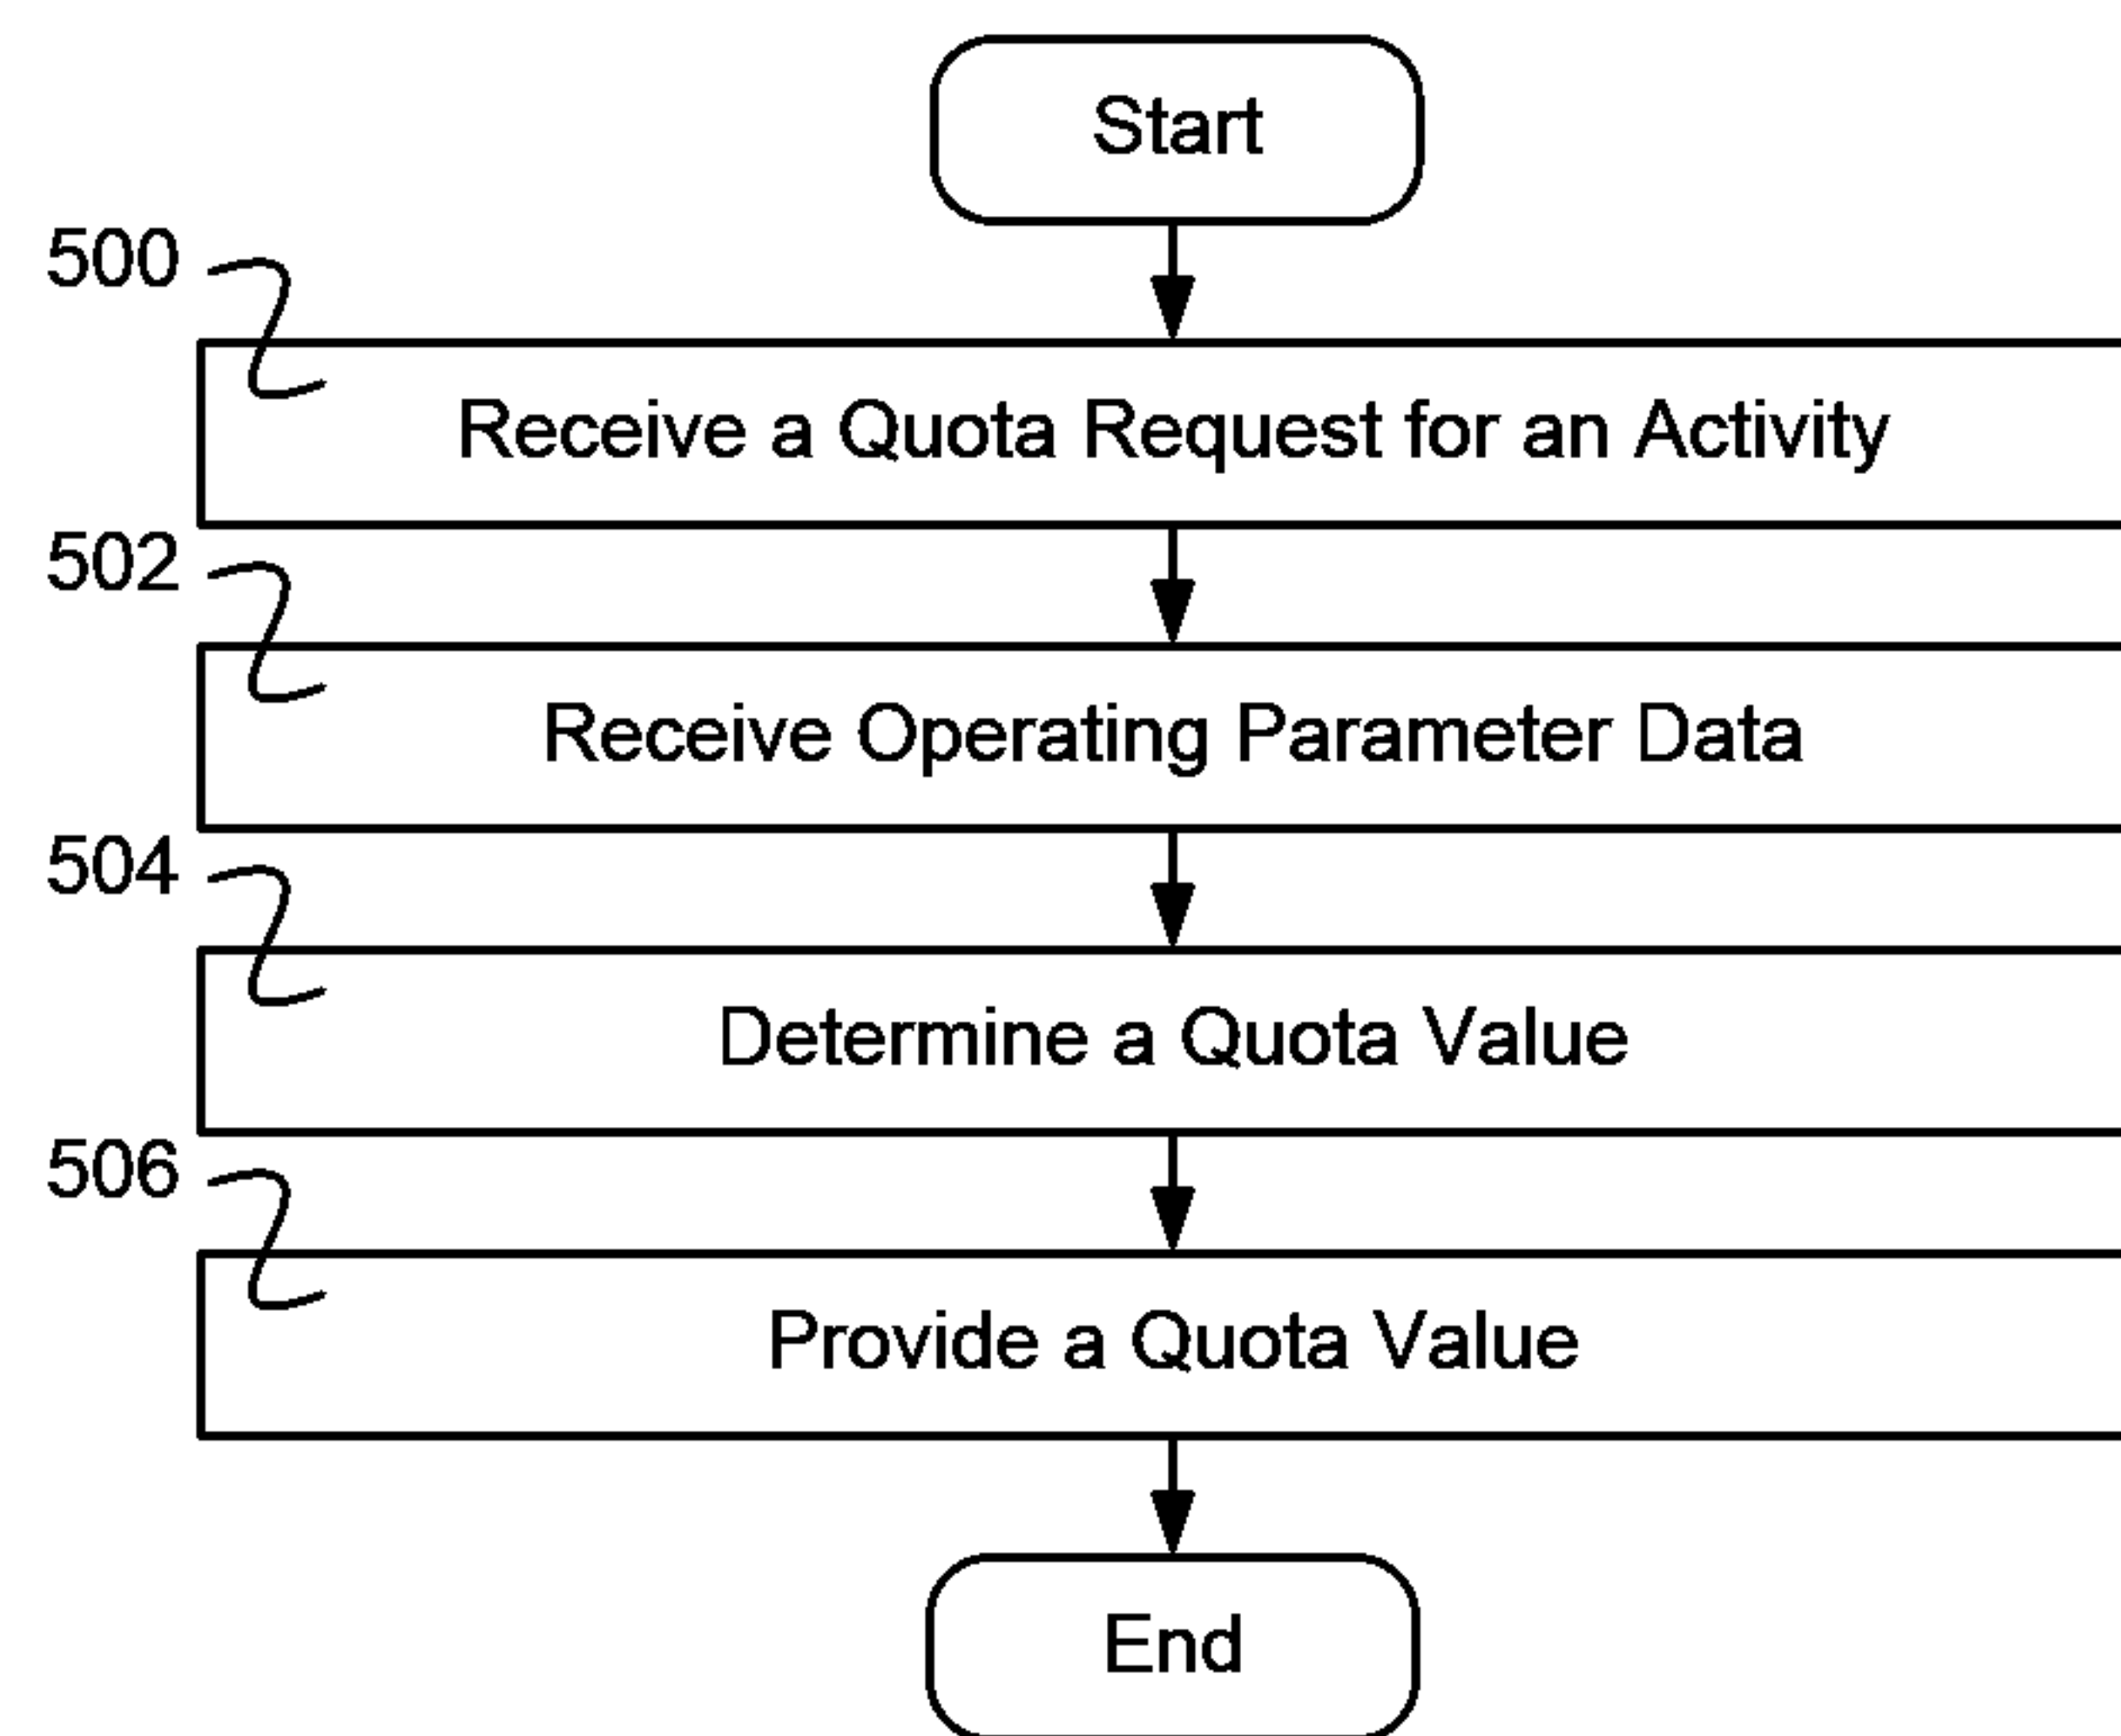 Start
500
Receive a Quota Request for an Activity
502
Receive Operating Parameter Data
504
Determine a Quota Value
506
Provide a Quota Value
End